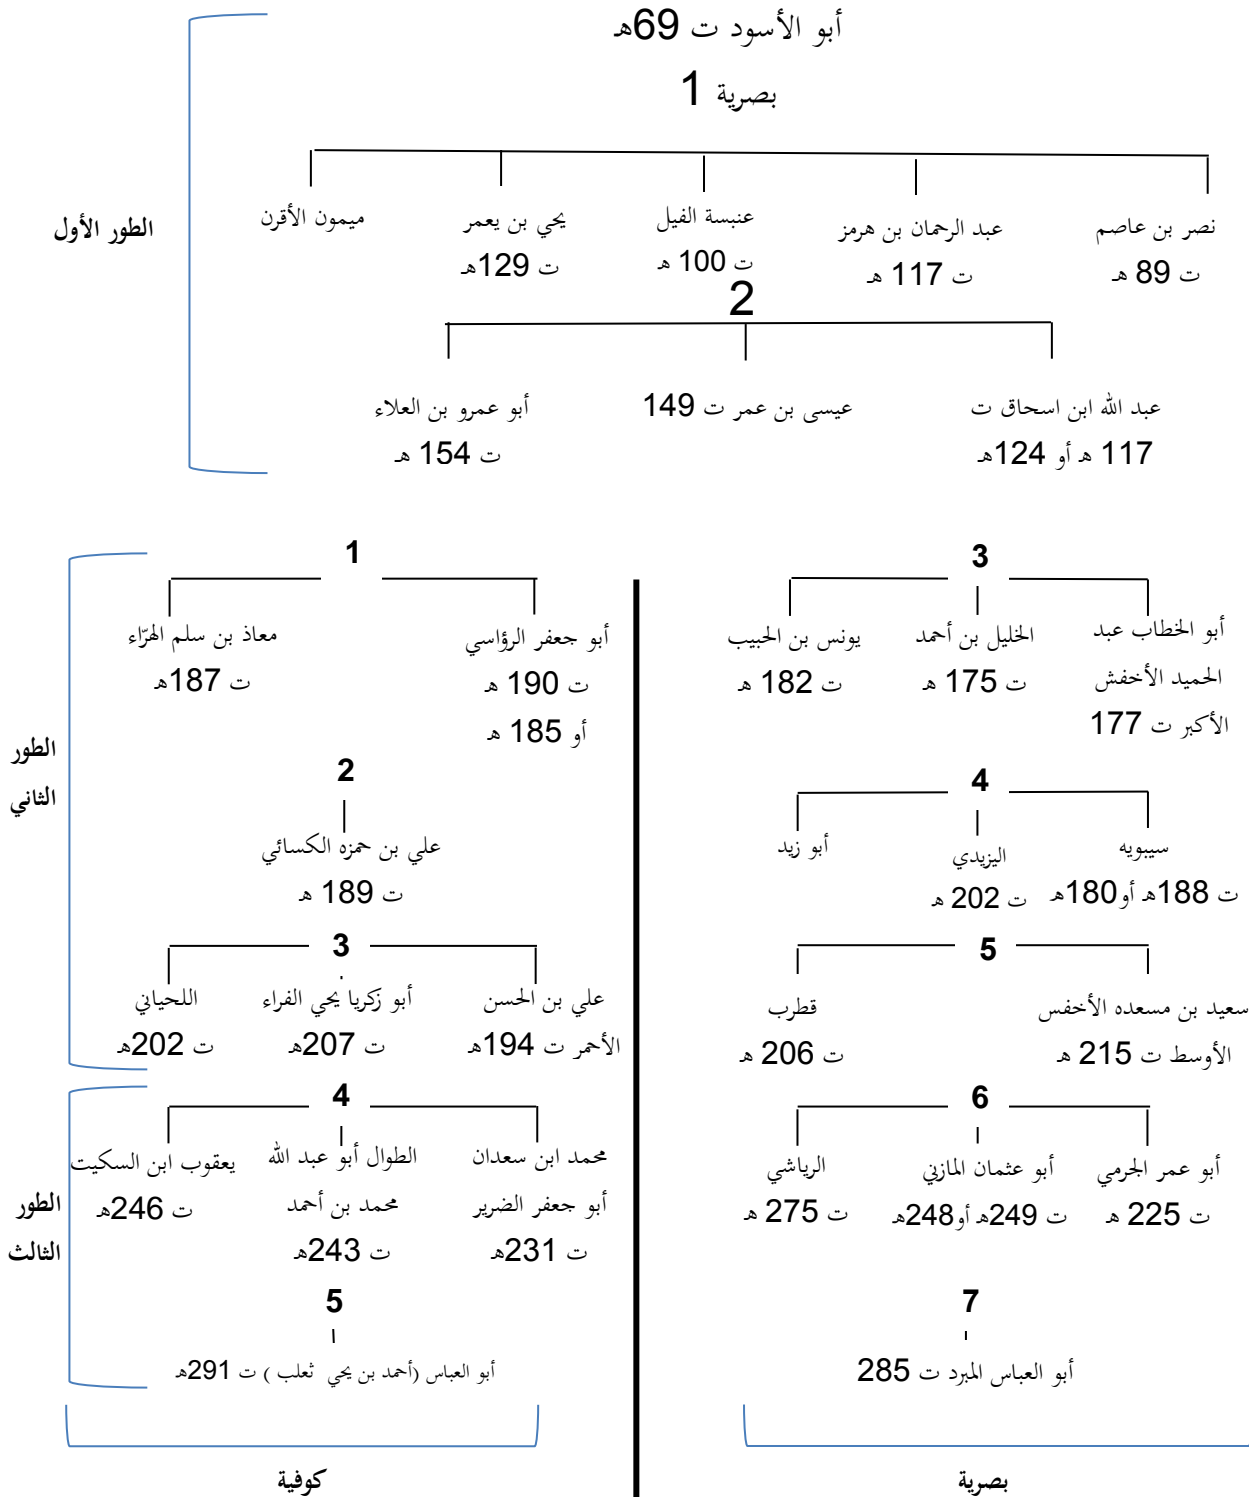 أبو الأسود ت 69هـ
بصرية 1
الطور الأول
نصر بن عاصم
ت 89 هـ
عبد الرحمان بن هرمز
ت 117 هـ
عنبسة الفيل
ت 100 هـ
يحي بن يعمر
ت 129هـ
ميمون الأقرن
2
عبد الله ابن اسحاق ت
117 هـ أو 124هـ
عيسى بن عمر ت 149
أبو عمرو بن العلاء
ت 154 هـ
3
أبو الخطاب عبد
الحميد الأخفش
الأكبر ت 177
الخليل بن أحمد
ت 175 هـ
يونس بن الحبيب
ت 182 هـ
4
سيبويه
ت 188هـ أو180هـ
اليزيدي
ت 202 هـ
أبو زيد
5
سعيد بن مسعده الأخفس
الأوسط ت 215 هـ
قطرب
ت 206 هـ
6
أبو عمر الجرمي
ت 225 هـ
أبو عثمان المازني
ت 249هـ أو248هـ
الرياشي
ت 275 هـ
7
أبو العباس المبرد ت 285
بصرية
1
أبو جعفر الرؤاسي
ت 190 هـ
أو 185 هـ
معاذ بن سلم الهرّاء
ت 187هـ
الطور
الثاني
2
علي بن حمزه الكسائي
ت 189 هـ
3
علي بن الحسن
الأحمر ت 194هـ
أبو زكريا يحي الفراء
ت 207هـ
اللحياني
ت 202هـ
4
محمد ابن سعدان
أبو جعفر الضرير
ت 231هـ
الطوال أبو عبد الله
محمد بن أحمد
ت 243هـ
يعقوب ابن السكيت
ت 246هـ
الطور
الثالث
5
أبو العباس (أحمد بن يحي ثعلب ) ت 291هـ
كوفية